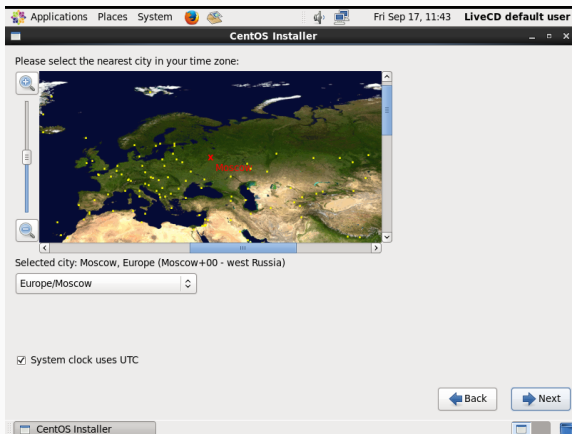 Applications Places System Fri Sep 17, 11:43 LiveCD default user
CentOS Installer
Please select the nearest city in your time zone:
Moscow
Selected city: Moscow, Europe (Moscow+00 - west Russia)
Europe/Moscow
System clock uses UTC
Back Next
CentOS Installer